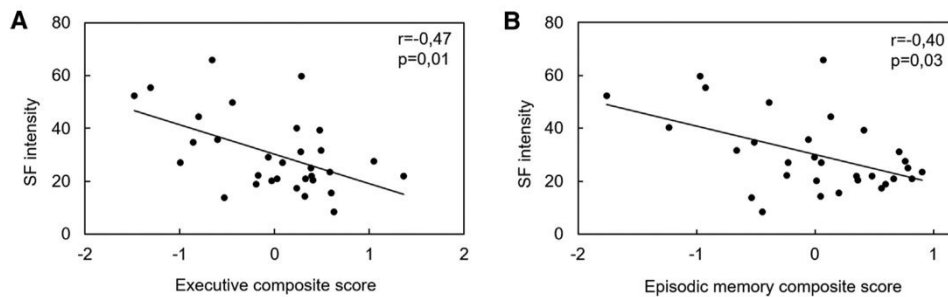 A
80
60
40
20
0
SF intensity
r=-0,47
p=0,01
-2
-1
0
1
2
Executive composite score
B
80
60
40
20
0
SF intensity
r=-0,40
p=0,03
-2
-1
0
1
Episodic memory composite score